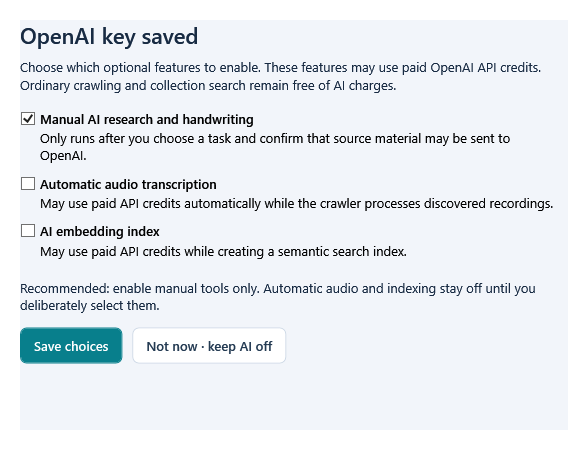 OpenAI key saved
Choose which optional features to enable. These features may use paid OpenAI API credits.
Ordinary crawling and collection search remain free of AI charges.
Manual AI research and handwriting
Only runs after you choose a task and confirm that source material may be sent to
OpenAI.
Automatic audio transcription
May use paid API credits automatically while the crawler processes discovered recordings.
AI embedding index
May use paid API credits while creating a semantic search index.
Recommended: enable manual tools only. Automatic audio and indexing stay off until you
deliberately select them.
Save choices
Not now · keep AI off